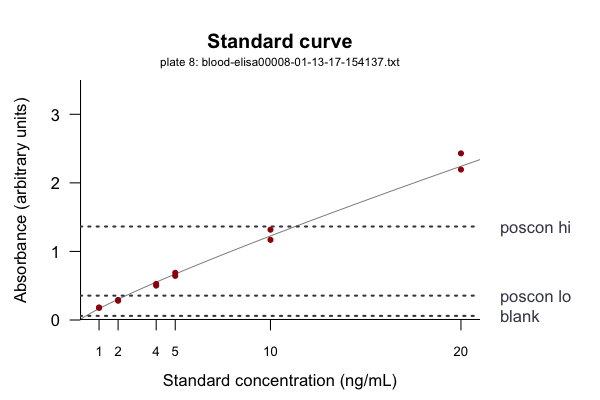 Standard curve
plate 8: blood-elisa00008-01-13-17-154137.txt
Absorbance (arbitrary units)
3
2
1
0
poscon hi
poscon lo
blank
1 2 4 5 10 20
Standard concentration (ng/mL)